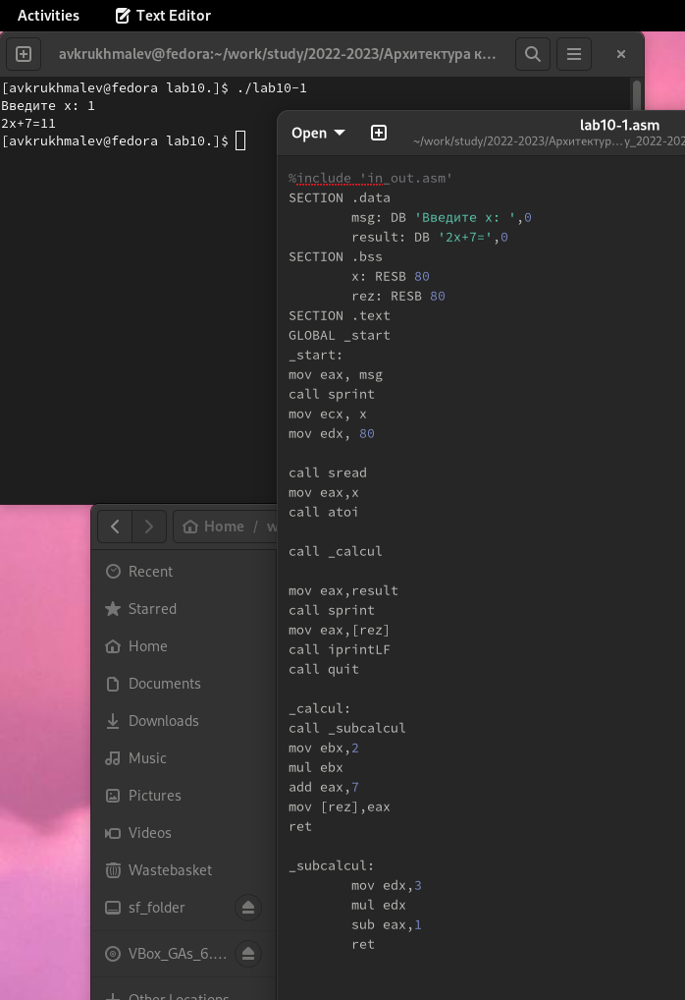 Activities Text Editor
avkrukhmalev@fedora:~/work/study/2022-2023/Архитектура к...
[avkrukhmalev@fedora lab10.]$ ./lab10-1
Введите x: 1
2x+7=11
[avkrukhmalev@fedora lab10.]$
Open
lab10-1.asm
~/work/study/2022-2023/Архитектур...y_2022-202
%include 'in_out.asm'
SECTION .data
msg: DB 'Введите x: ',0
result: DB '2x+7=',0
SECTION .bss
x: RESB 80
rez: RESB 80
SECTION .text
GLOBAL _start
_start:
mov eax, msg
call sprint
mov ecx, x
mov edx, 80
call sread
mov eax,x
call atoi
call _calcul
mov eax,result
call sprint
mov eax,[rez]
call iprintLF
call quit
_calcul:
call _subcalcul
mov ebx,2
mul ebx
add eax,7
mov [rez],eax
ret
_subcalcul:
mov edx,3
mul edx
sub eax,1
ret
Home / w
Recent
Starred
Home
Documents
Downloads
Music
Pictures
Videos
Wastebasket
sf_folder
VBox_GAs_6....
Other Locations